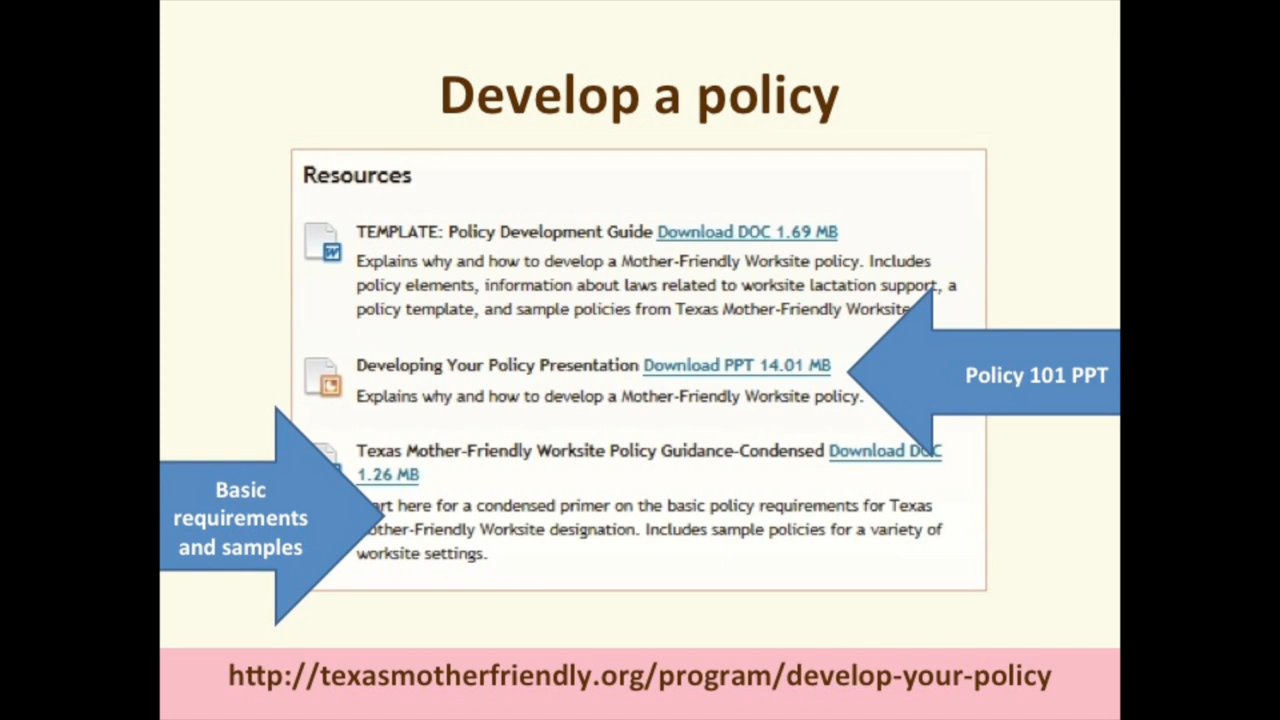 Develop a policy
Resources
TEMPLATE: Policy Development Guide Download DOC 1.69 MB
Explains why and how to develop a Mother-Friendly Worksite policy. Includes
policy elements, information about laws related to worksite lactation support, a
policy template, and sample policies from Texas Mother-Friendly
Developing Your Policy Presentation Download PPT 14.01 MB
Explains why and how to develop a Mother-Friendly Worksite policy.
Policy 101 PPT
Texas Mother-Friendly Worksite Policy Guidance-Condensed Download DOC
1.26 MB
here for a condensed primer on the basic policy requirements for Texas
Worksite designation. Includes sample policies for a variety of
worksite settings.
Basic
requirements
and samples
http://texasmotherfriendly.org/program/develop-your-policy